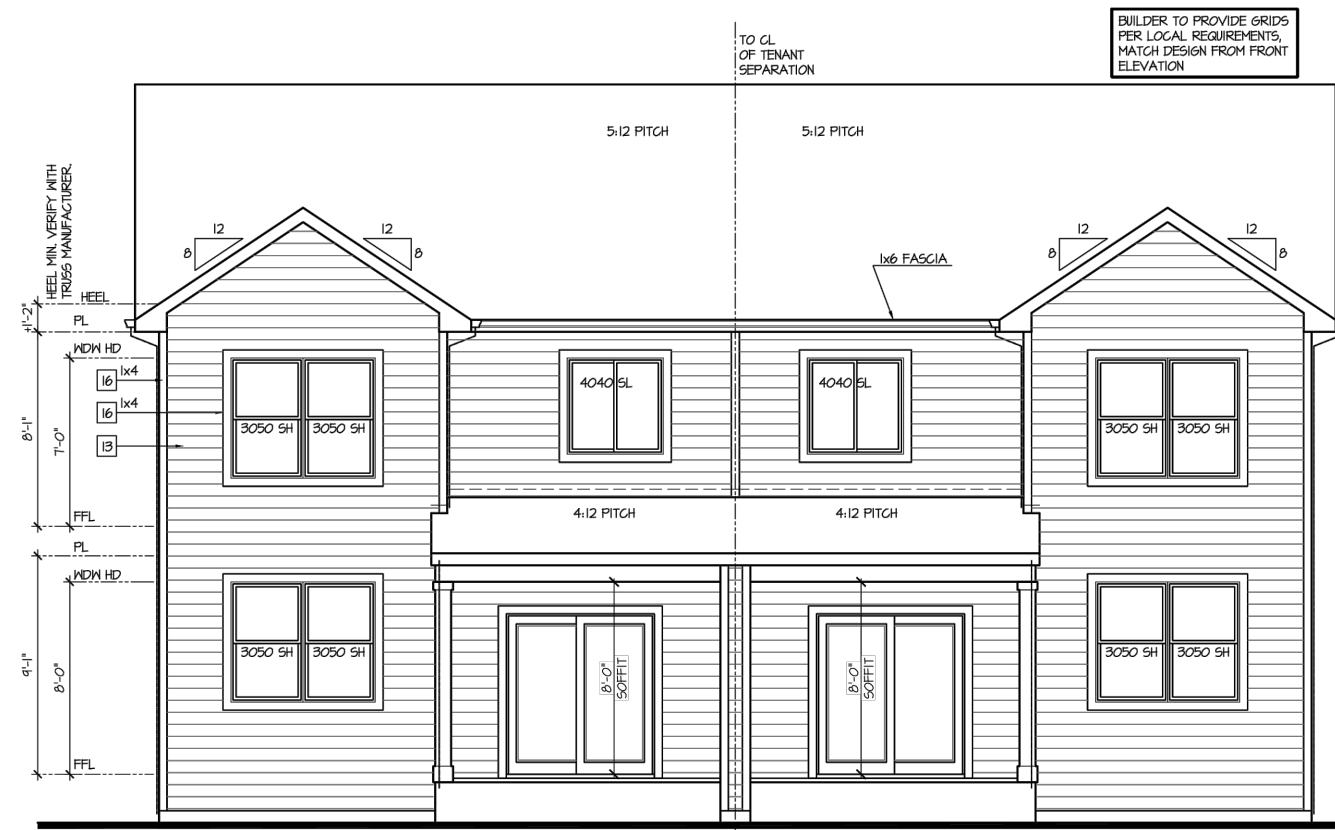 BUILDER TO PROVIDE GRIDS
PER LOCAL REQUIREMENTS,
MATCH DESIGN FROM FRONT
ELEVATION
TO CL
OF TENANT
SEPARATION
5:12 PITCH
5:12 PITCH
HEEL MIN. VERIFY WITH
TRUSS MANUFACTURER.
12
8
12
8
12
8
12
8
1x6 FASCIA
HEEL
+1'-2"
PL
WDW HD
16
1x4
16
1x4
13
8'-1"
7'-0"
3050 SH
3050 SH
4040 SL
4040 SL
3050 SH
3050 SH
FFL
4:12 PITCH
4:12 PITCH
PL
WDW HD
9'-1"
8'-0"
3050 SH
3050 SH
8'-0"
SOFFIT
8'-0"
SOFFIT
3050 SH
3050 SH
FFL